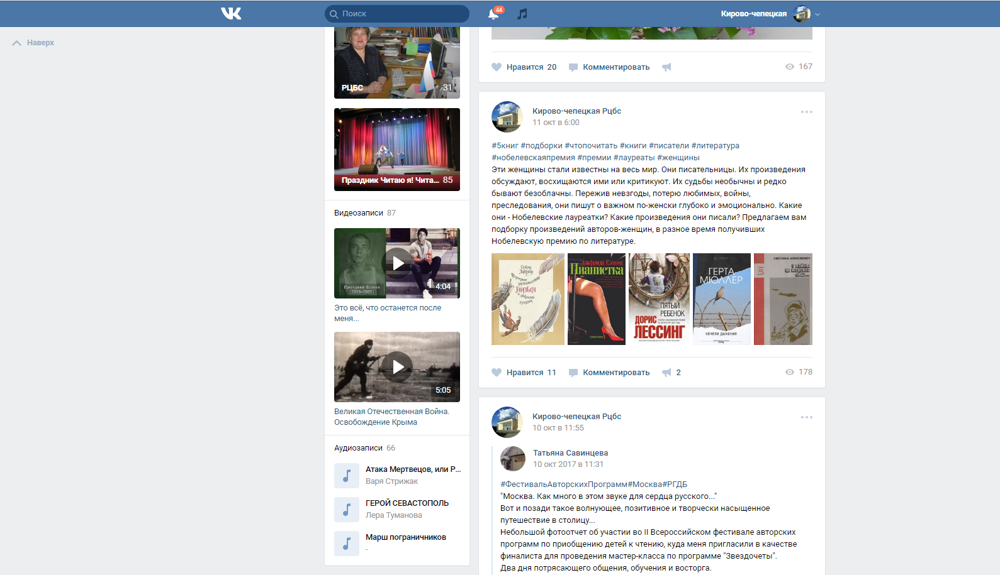 Поиск
44
Кирово-чепецкая
Наверх
РЦБС
31
Праздник Читаю я! Чита...
85
Видеозаписи 87
4:04
Это всё, что останется после
меня...
5:05
Великая Отечественная Война.
Освобождение Крыма
Аудиозаписи 66
Атака Мертвецов, или Р...
Варя Стрижак
ГЕРОЙ СЕВАСТОПОЛЬ
Лера Туманова
Марш пограничников
-
Нравится 20
Комментировать
167
Кирово-чепецкая Рцбс
11 окт в 6:00
#5книг #подборки #чтопочитать #книги #писатели #литература
#нобелевскаяпремия #премии #лауреаты #женщины
Эти женщины стали известны на весь мир. Они писательницы. Их произведения
обсуждают, восхищаются ими или критикуют. Их судьбы необычны и редко
бывают безоблачны. Пережив невзгоды, потерю любимых, войны,
преследования, они пишут о важном по-женски глубоко и эмоционально. Какие
они - Нобелевские лауреатки? Какие произведения они писали? Предлагаем вам
подборку произведений авторов-женщин, в разное время получивших
Нобелевскую премию по литературе.
Эльфрида Елинек
Пианистка
ПЯТЫЙ
РЕБЕНОК
ДОРИС
ЛЕССИНГ
ГЕРТА
МЮЛЛЕР
КАЧЕЛИ ДЫХАНИЯ
СВЕТЛАНА АЛЕКСИЕВИЧ
Нравится 11
Комментировать
2
178
Кирово-чепецкая Рцбс
10 окт в 11:55
Татьяна Савинцева
10 окт 2017 в 11:31
#ФестивальАвторскихПрограмм#Москва#РГДБ
"Москва. Как много в этом звуке для сердца русского..."
Вот и позади такое волнующее, позитивное и творчески насыщенное
путешествие в столицу...
Небольшой фотоотчет об участии во II Всероссийском фестивале авторских
программ по приобщению детей к чтению, куда меня пригласили в качестве
финалиста для проведения мастер-класса по программе "Звездочеты".
Два дня потрясающего общения, обучения и восторга.